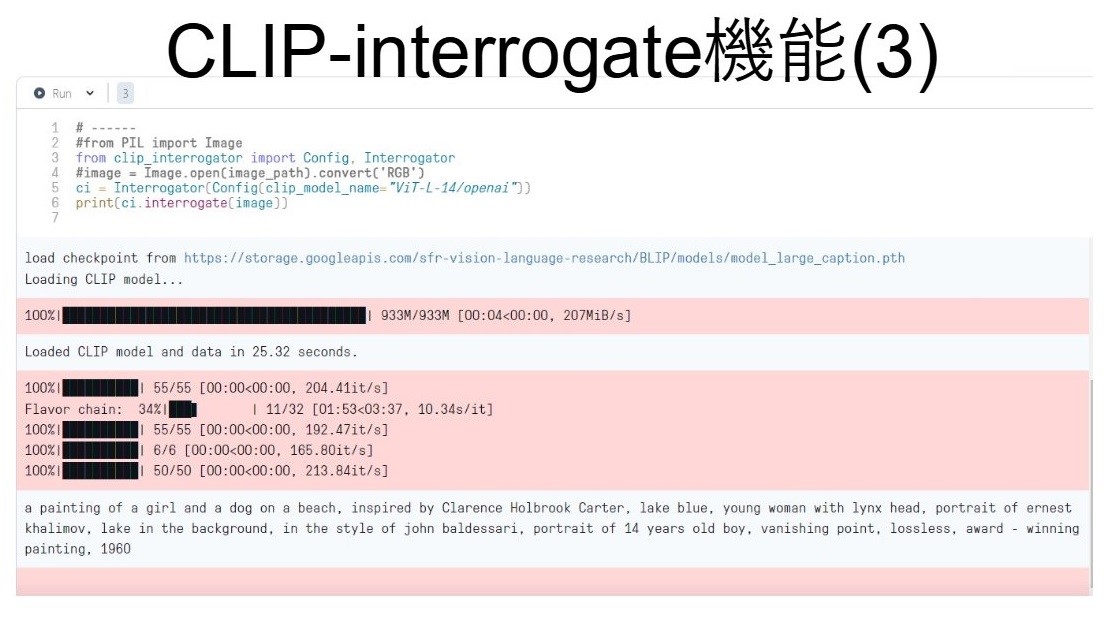 CLIP-interrogate機能(3)
Run 3
1 # ------
2 #from PIL import Image
3 from clip_interrogator import Config, Interrogator
4 #image = Image.open(image_path).convert('RGB')
5 ci = Interrogator(Config(clip_model_name="ViT-L-14/openai"))
6 print(ci.interrogate(image))
7
load checkpoint from https://storage.googleapis.com/sfr-vision-language-research/BLIP/models/model_large_caption.pth
Loading CLIP model...
100%|██████████| 933M/933M [00:04<00:00, 207MiB/s]
Loaded CLIP model and data in 25.32 seconds.
100%|██████████| 55/55 [00:00<00:00, 204.41it/s]
Flavor chain:  34%|███▍      | 11/32 [01:53<03:37, 10.34s/it]
100%|██████████| 55/55 [00:00<00:00, 192.47it/s]
100%|██████████| 6/6 [00:00<00:00, 165.80it/s]
100%|██████████| 50/50 [00:00<00:00, 213.84it/s]
a painting of a girl and a dog on a beach, inspired by Clarence Holbrook Carter, lake blue, young woman with lynx head, portrait of ernest
khalimov, lake in the background, in the style of john baldessari, portrait of 14 years old boy, vanishing point, lossless, award - winning
painting, 1960